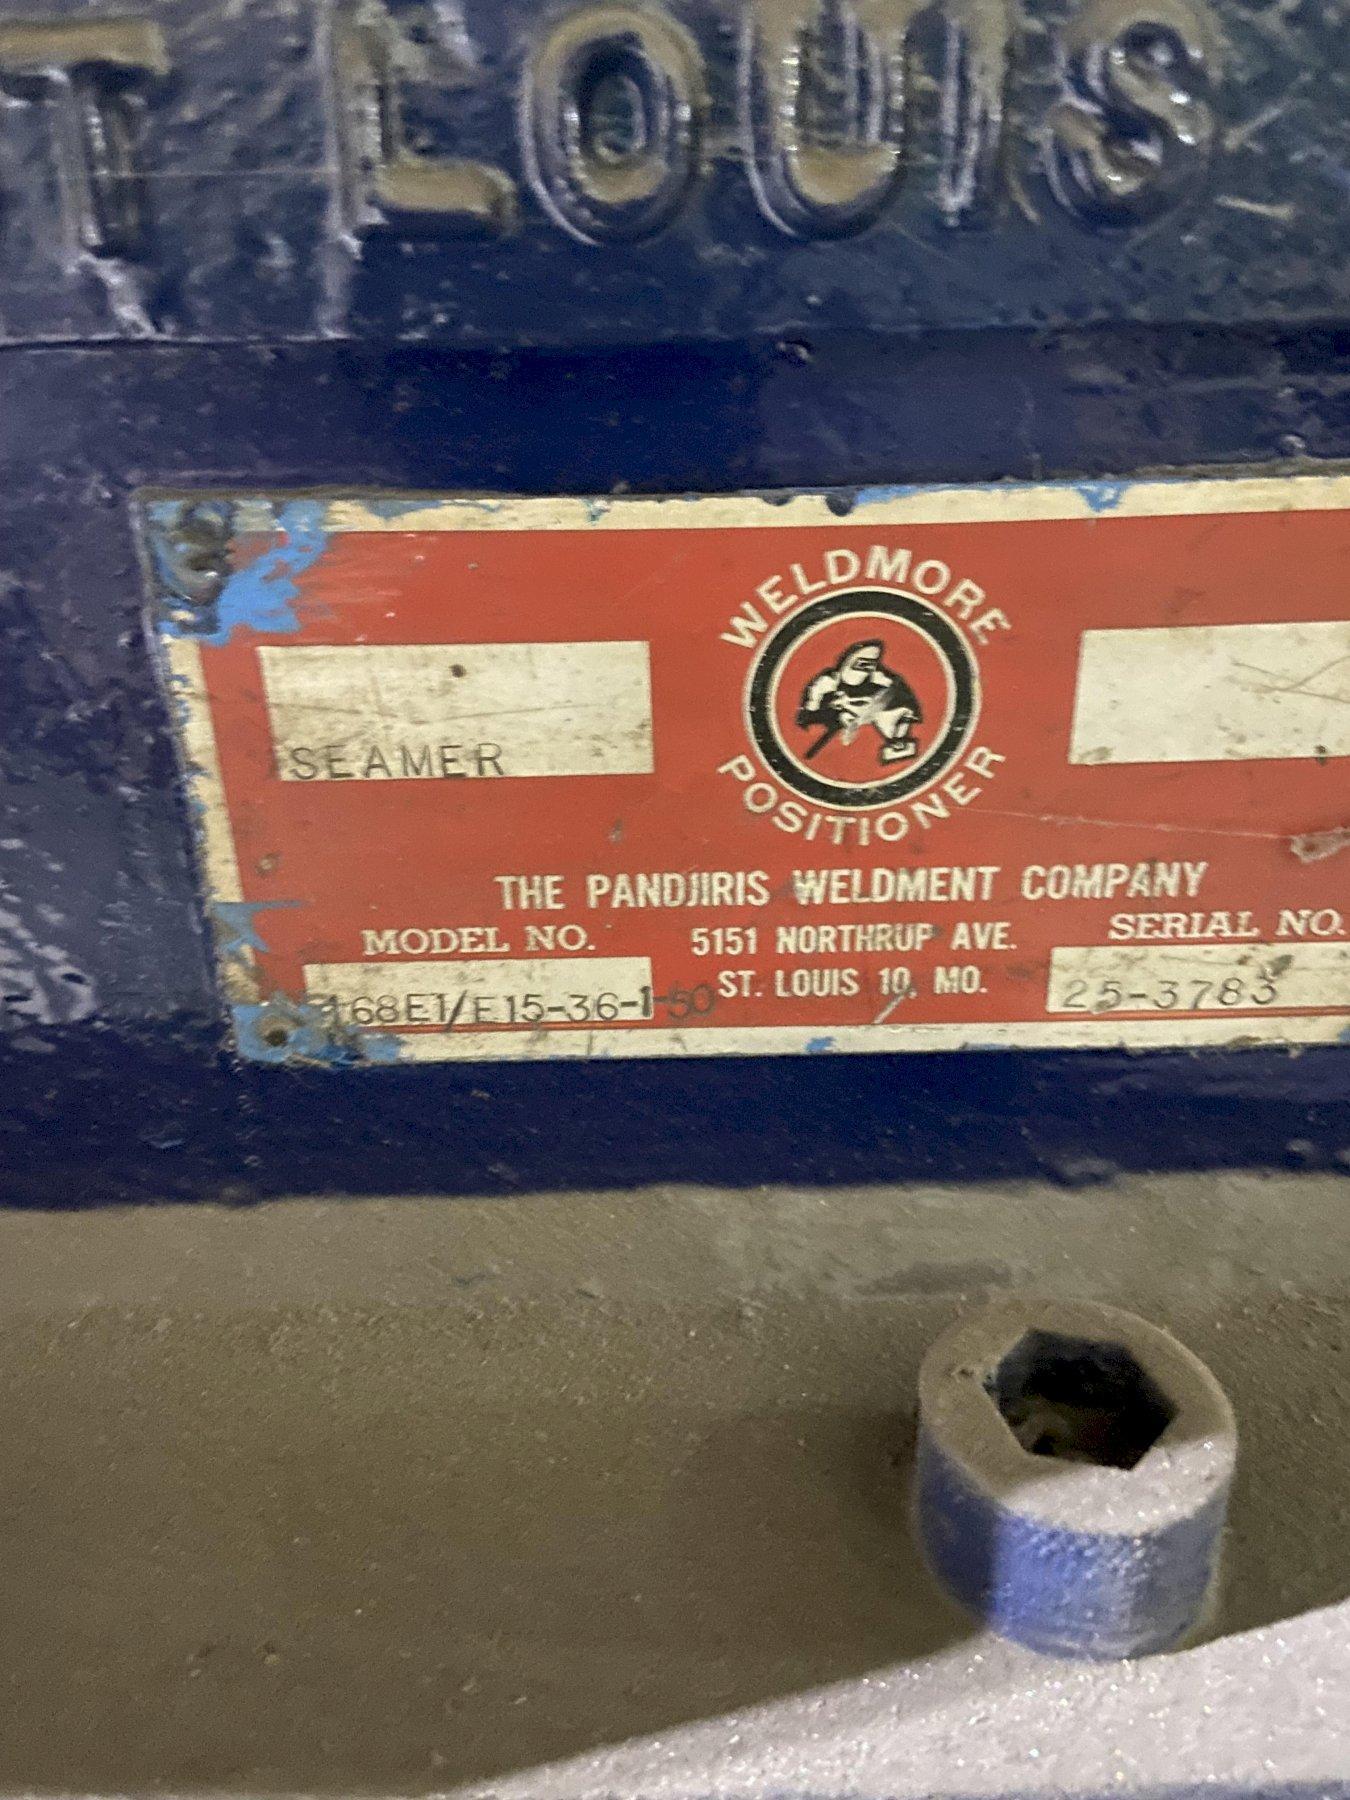 T LOUIS
WELDMORE
POSITIONER
SEAMER
THE PANDJIRIS WELDMENT COMPANY
MODEL NO.
5151 NORTHRUP AVE.
SERIAL NO.
168E1/E15-36-1-50
ST. LOUIS 10, MO.
25-3783